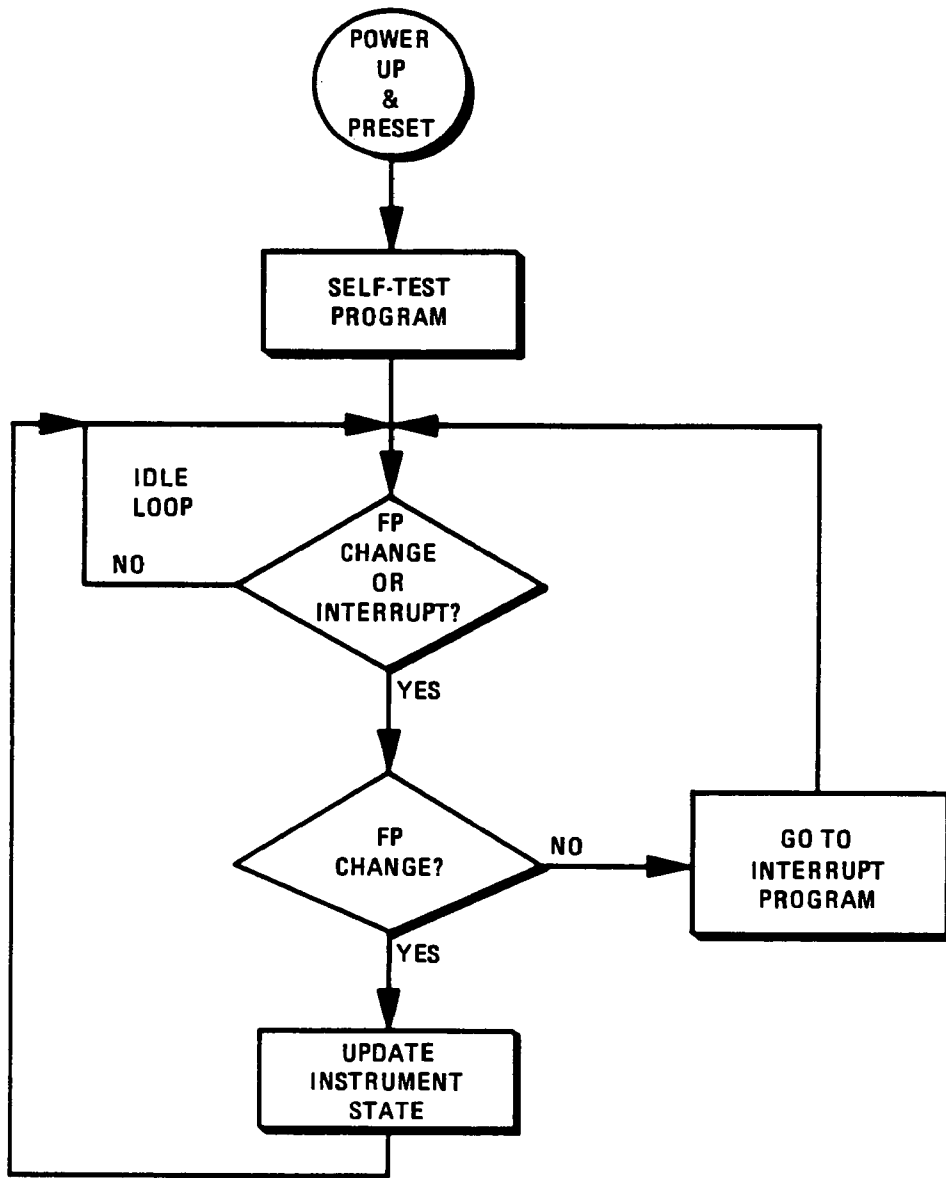 POWER
UP
&
PRESET
SELF-TEST
PROGRAM
IDLE
LOOP
NO
FP
CHANGE
OR
INTERRUPT?
YES
FP
CHANGE?
NO
GO TO
INTERRUPT
PROGRAM
YES
UPDATE
INSTRUMENT
STATE